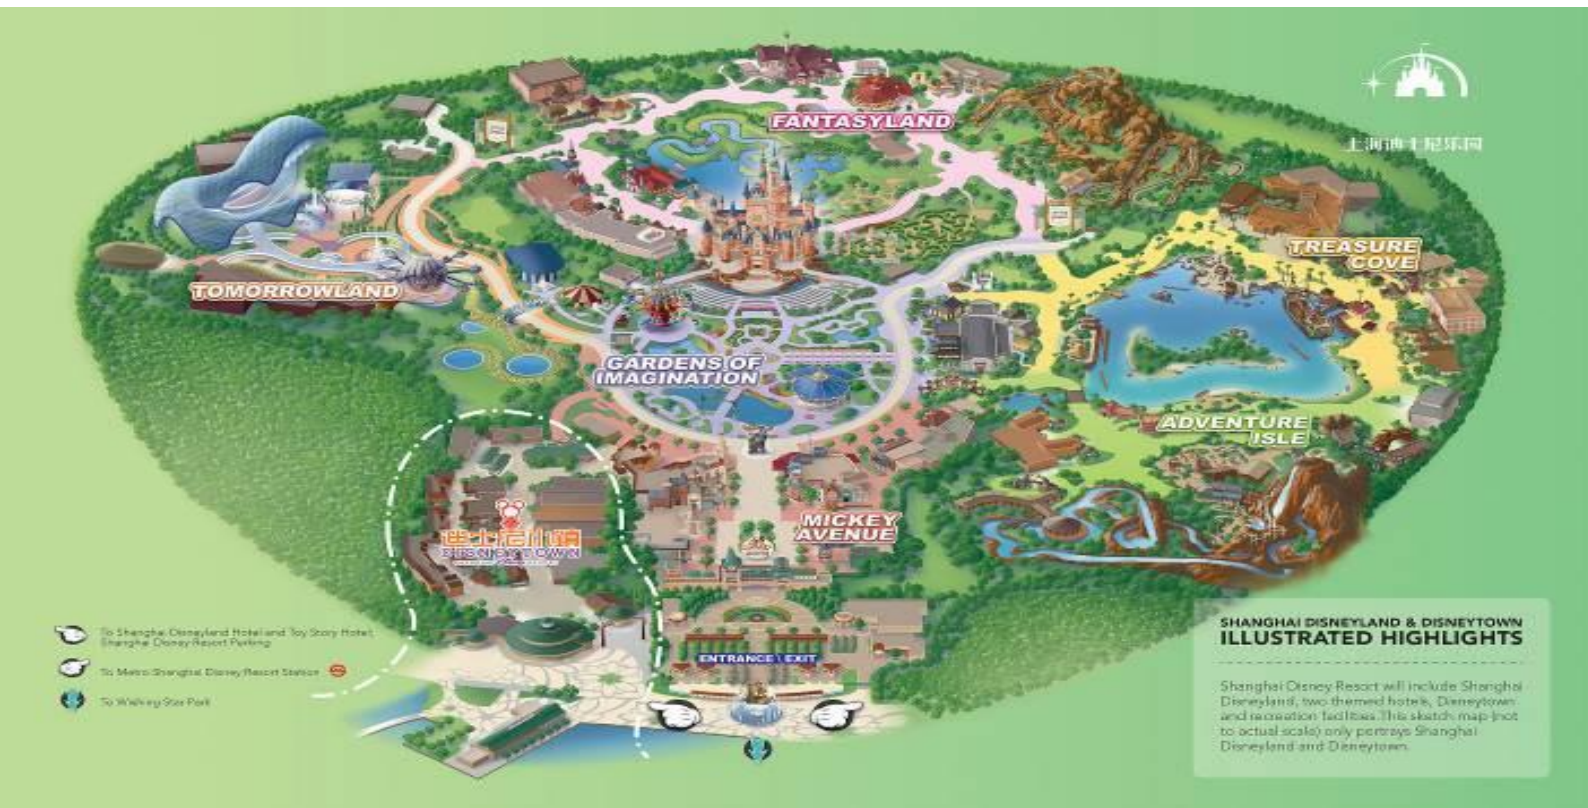 FANTASYLAND
上海迪士尼乐园
TREASURE
COVE
TOMORROWLAND
GARDENS OF
IMAGINATION
ADVENTURE
ISLE
迪士尼小镇
DISNEYTOWN
MICKEY
AVENUE
ENTRANCE EXIT
To Shanghai Disneyland Hotel and Toy Story Hotel,
Shanghai Disney Resort Parking
To Metro Shanghai Disney Resort Station
To Wishing Star Park
SHANGHAI DISNEYLAND & DISNEYTOWN
ILLUSTRATED HIGHLIGHTS
Shanghai Disney Resort will include Shanghai
Disneyland, two themed hotels, Disneytown
and recreation facilities. This sketch map (not
to actual scale) only portrays Shanghai
Disneyland and Disneytown.